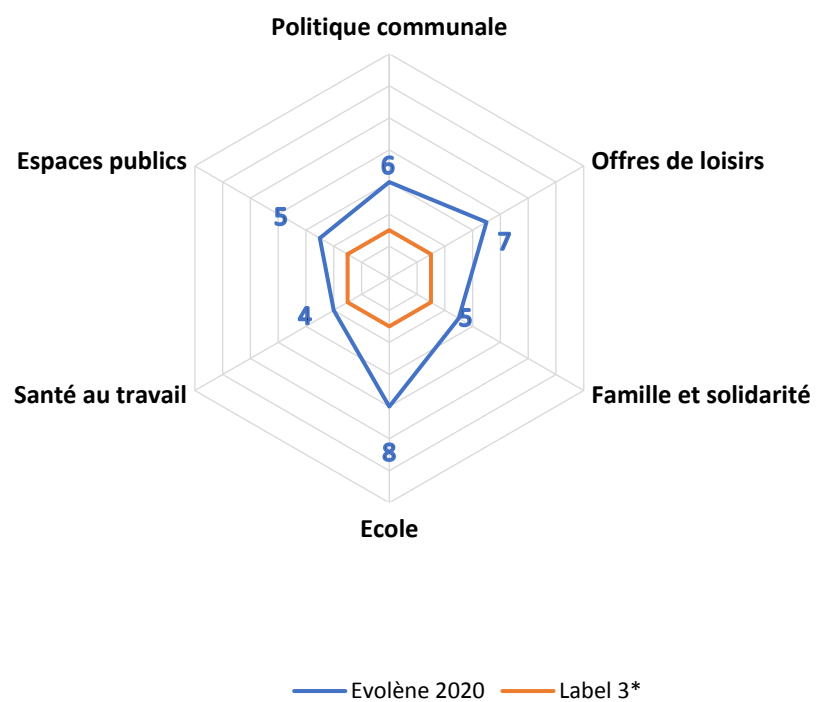 Politique communale
Espaces publics
Offres de loisirs
6
5
7
4
5
Santé au travail
Famille et solidarité
8
Ecole
Evolène 2020
Label 3*